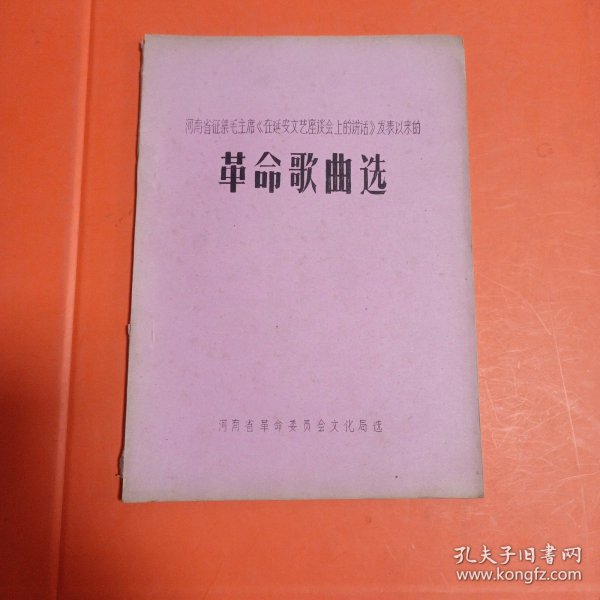 河南省征集毛主席《在延安文艺座谈会上的讲话》发表以来的
革命歌曲选
河南省革命委员会文化局选
孔夫子旧书网
www.kongfz.com